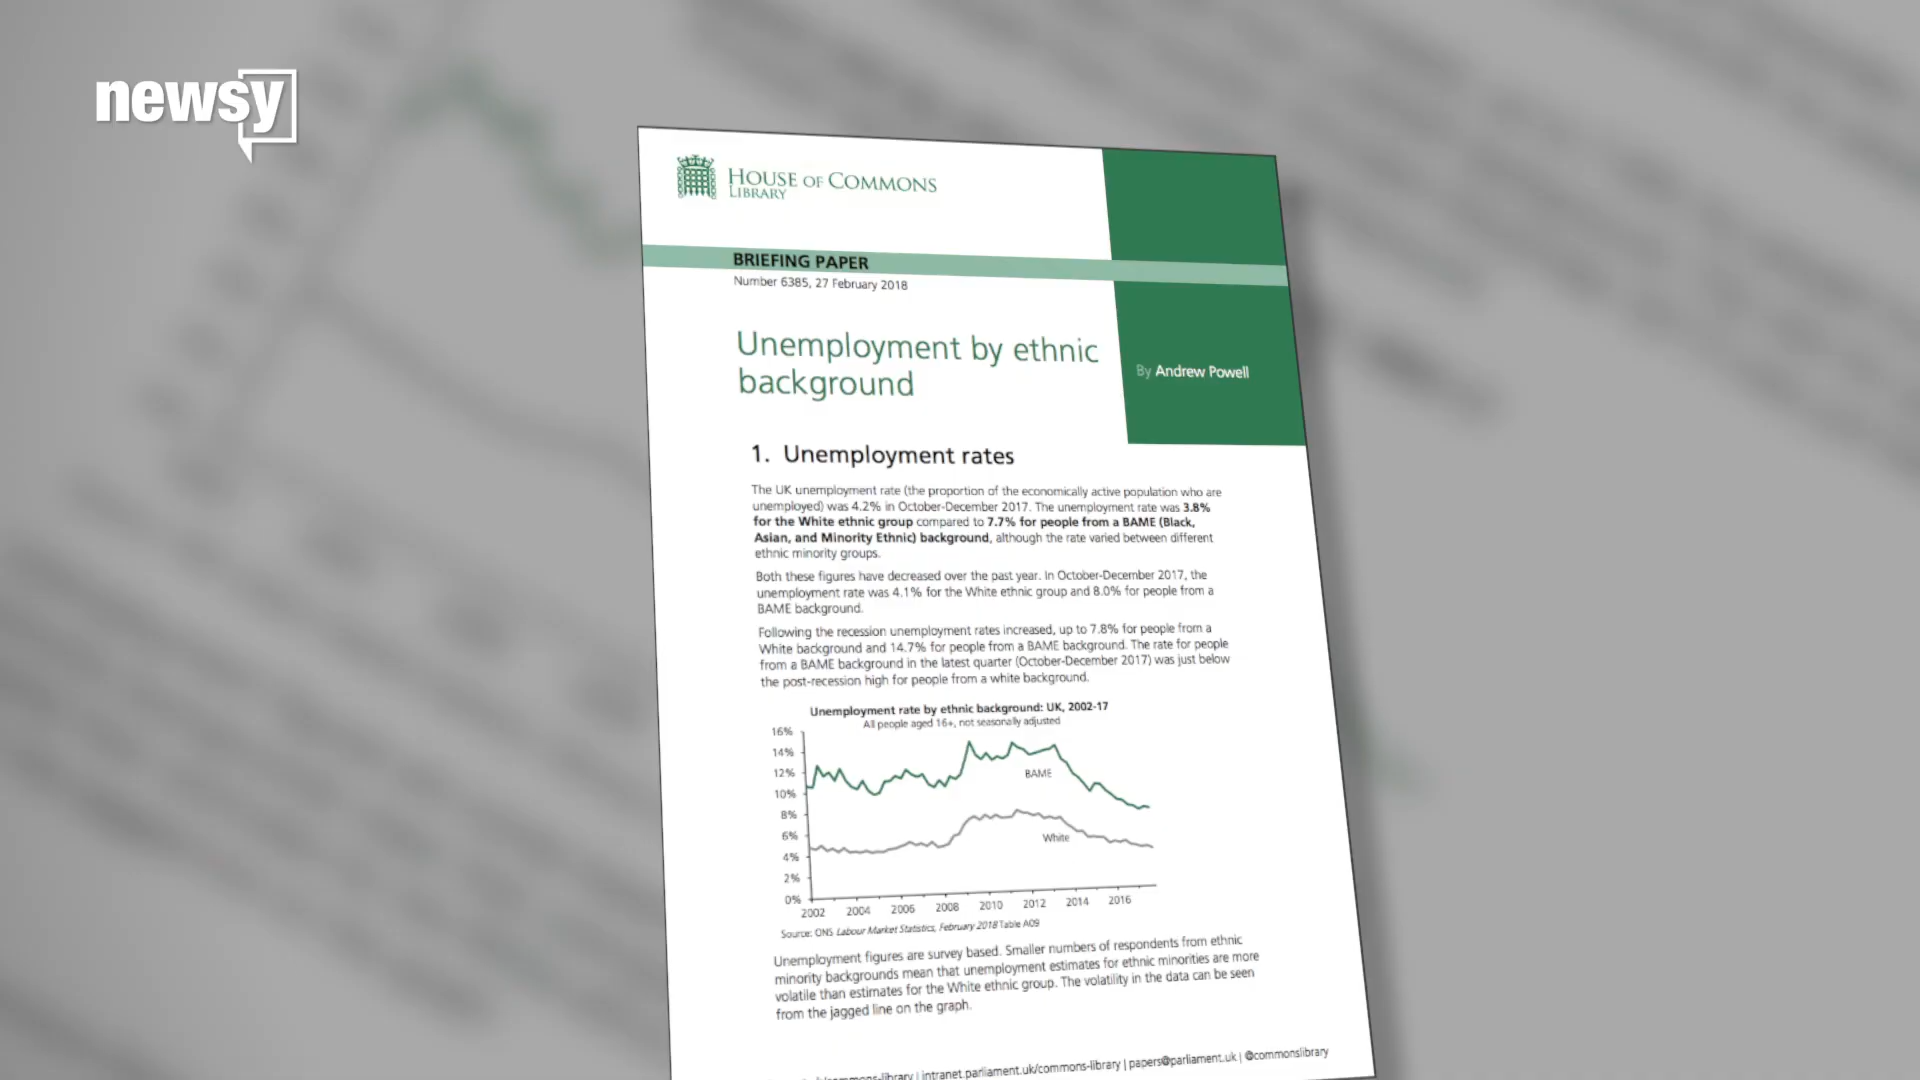 newsy
HOUSE OF COMMONS
LIBRARY
BRIEFING PAPER
Number 6385, 27 February 2018
Unemployment by ethnic
background
By Andrew Powell
1. Unemployment rates
The UK unemployment rate (the proportion of the economically active population who are
unemployed) was 4.2% in October-December 2017. The unemployment rate was 3.8%
for the White ethnic group compared to 7.7% for people from a BAME (Black,
Asian, and Minority Ethnic) background, although the rate varied between different
ethnic minority groups.
Both these figures have decreased over the past year. In October-December 2017, the
unemployment rate was 4.1% for the White ethnic group and 8.0% for people from a
BAME background.
Following the recession unemployment rates increased, up to 7.8% for people from a
White background and 14.7% for people from a BAME background. The rate for people
from a BAME background in the latest quarter (October-December 2017) was just below
the post-recession high for people from a white background.
Unemployment rate by ethnic background: UK, 2002-17
All people aged 16+, not seasonally adjusted
16%
14%
12%
10%
8%
6%
4%
2%
0%
BAME
White
2002 2004 2006 2008 2010 2012 2014 2016
Source: ONS Labour Market Statistics, February 2018 Table A09
Unemployment figures are survey based. Smaller numbers of respondents from ethnic
minority backgrounds mean that unemployment estimates for ethnic minorities are more
volatile than estimates for the White ethnic group. The volatility in the data can be seen
from the jagged line on the graph.
commons-library | intranet.parliament.uk/commons-library | papers@parliament.uk | @commonslibrary